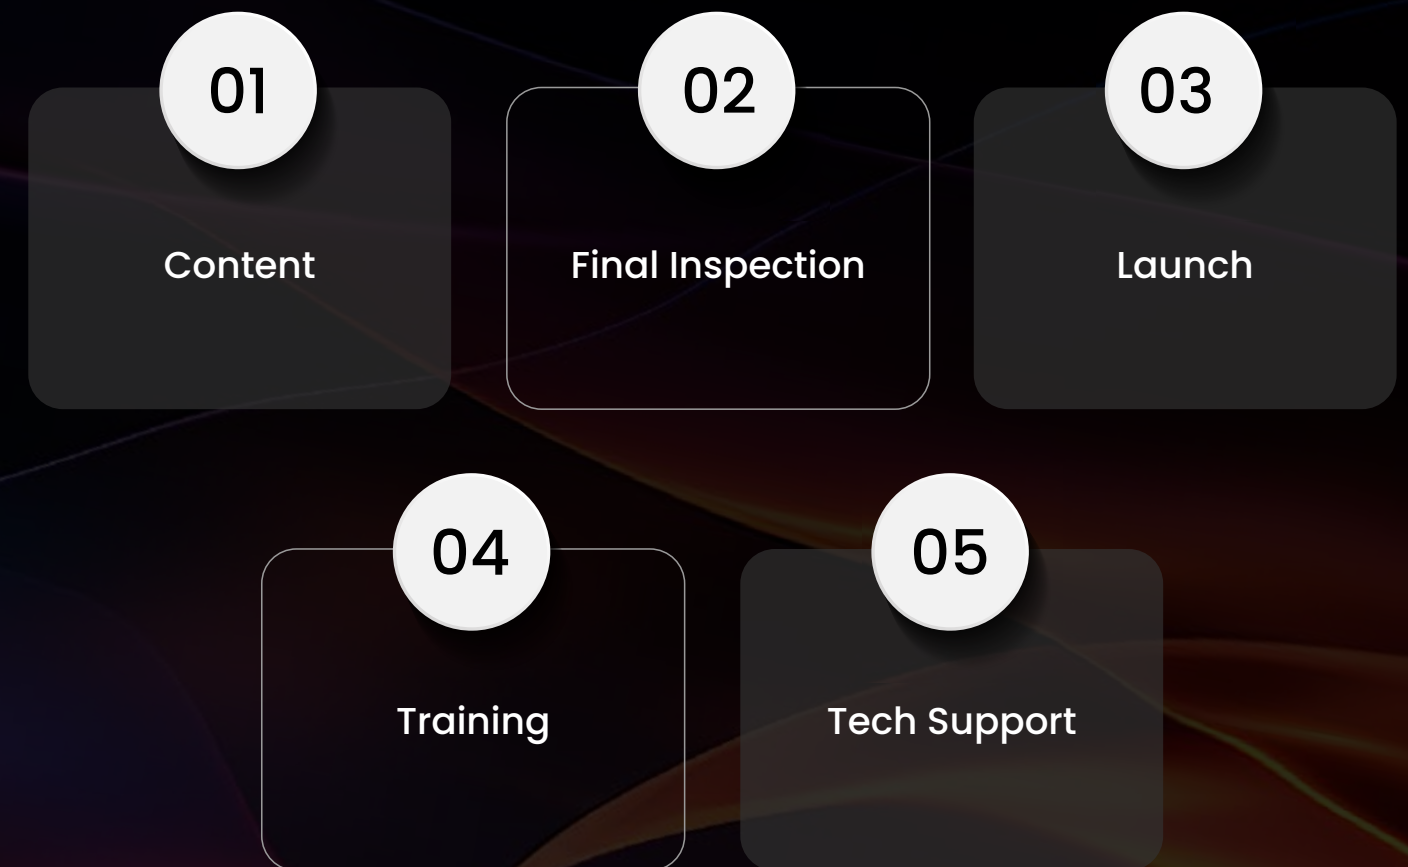 01
Content
02
Final Inspection
03
Launch
04
Training
05
Tech Support